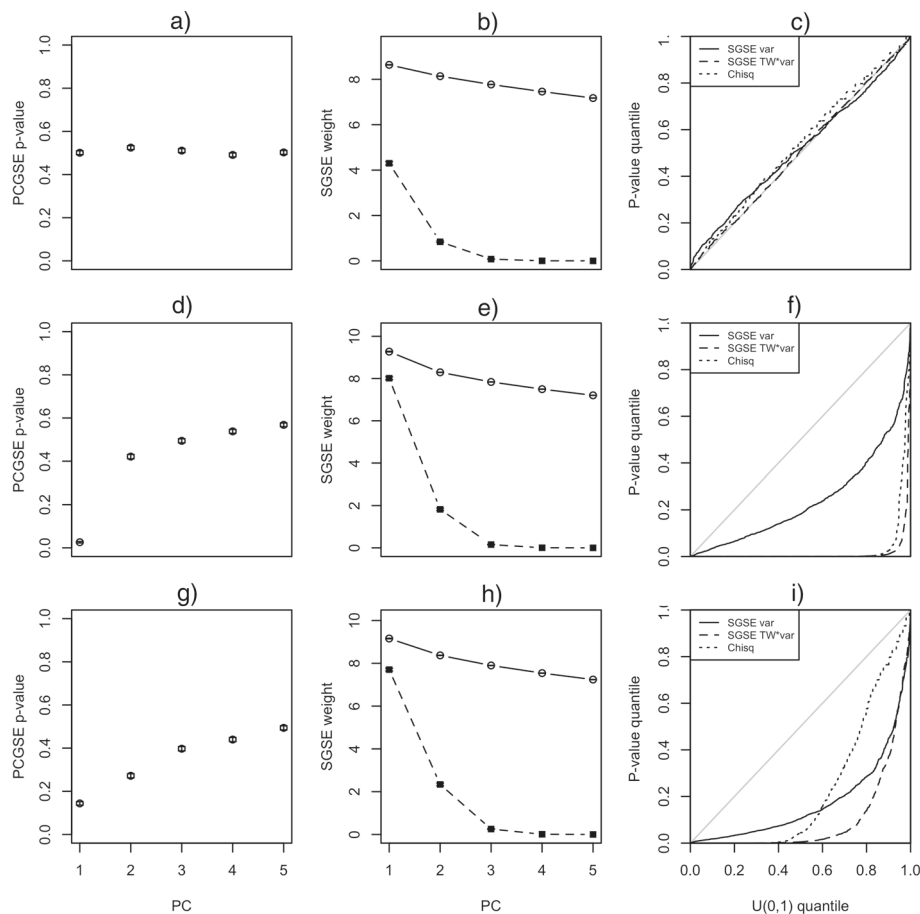 a)
PCGSE p-value
0.0 0.2 0.4 0.6 0.8 1.0
b)
SGSE weight
0 2 4 6 8
c)
SGSE var
SGSE TW*var
Chisq
P-value quantile
0.0 0.2 0.4 0.6 0.8 1.
d)
PCGSE p-value
0.0 0.2 0.4 0.6 0.8 1.0
e)
SGSE weight
0 2 4 6 8 10
f)
SGSE var
SGSE TW*var
Chisq
P-value quantile
0.0 0.2 0.4 0.6 0.8 1.
g)
PCGSE p-value
0.0 0.2 0.4 0.6 0.8 1.0
1 2 3 4 5
PC
h)
SGSE weight
0 2 4 6 8 10
1 2 3 4 5
PC
i)
SGSE var
SGSE TW*var
Chisq
P-value quantile
0.0 0.2 0.4 0.6 0.8 1.
0.0 0.2 0.4 0.6 0.8 1.0
U(0,1) quantile